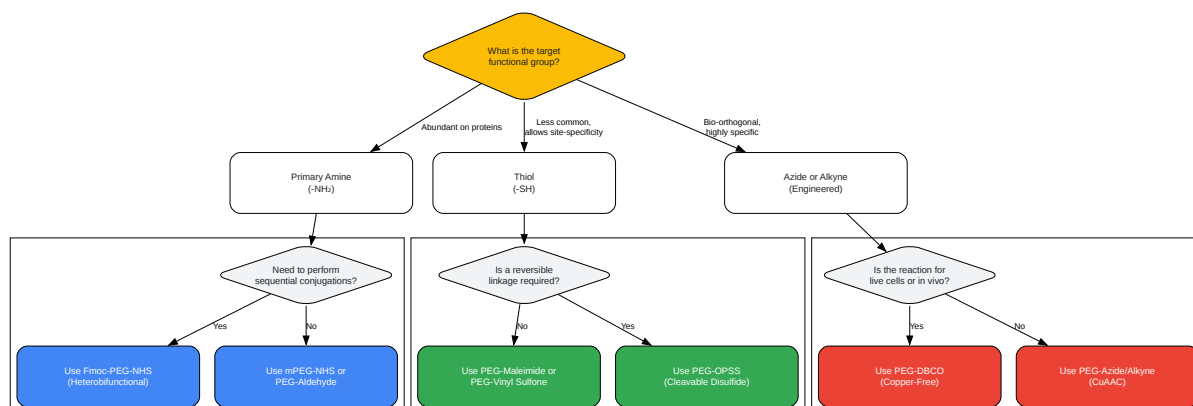 What is the target
functional group?
Abundant on proteins
Less common,
allows site-specificity
Bio-orthogonal,
highly specific
Primary Amine
(-NH₂)
Thiol
(-SH)
Azide or Alkyne
(Engineered)
Need to perform
sequential conjugations?
Is a reversible
linkage required?
Is the reaction for
live cells or in vivo?
Yes
No
No
Yes
Yes
No
Use Fmoc-PEG-NHS
(Heterobifunctional)
Use mPEG-NHS or
PEG-Aldehyde
Use PEG-Maleimide or
PEG-Vinyl Sulfone
Use PEG-OPSS
(Cleavable Disulfide)
Use PEG-DBCO
(Copper-Free)
Use PEG-Azide/Alkyne
(CuAAC)